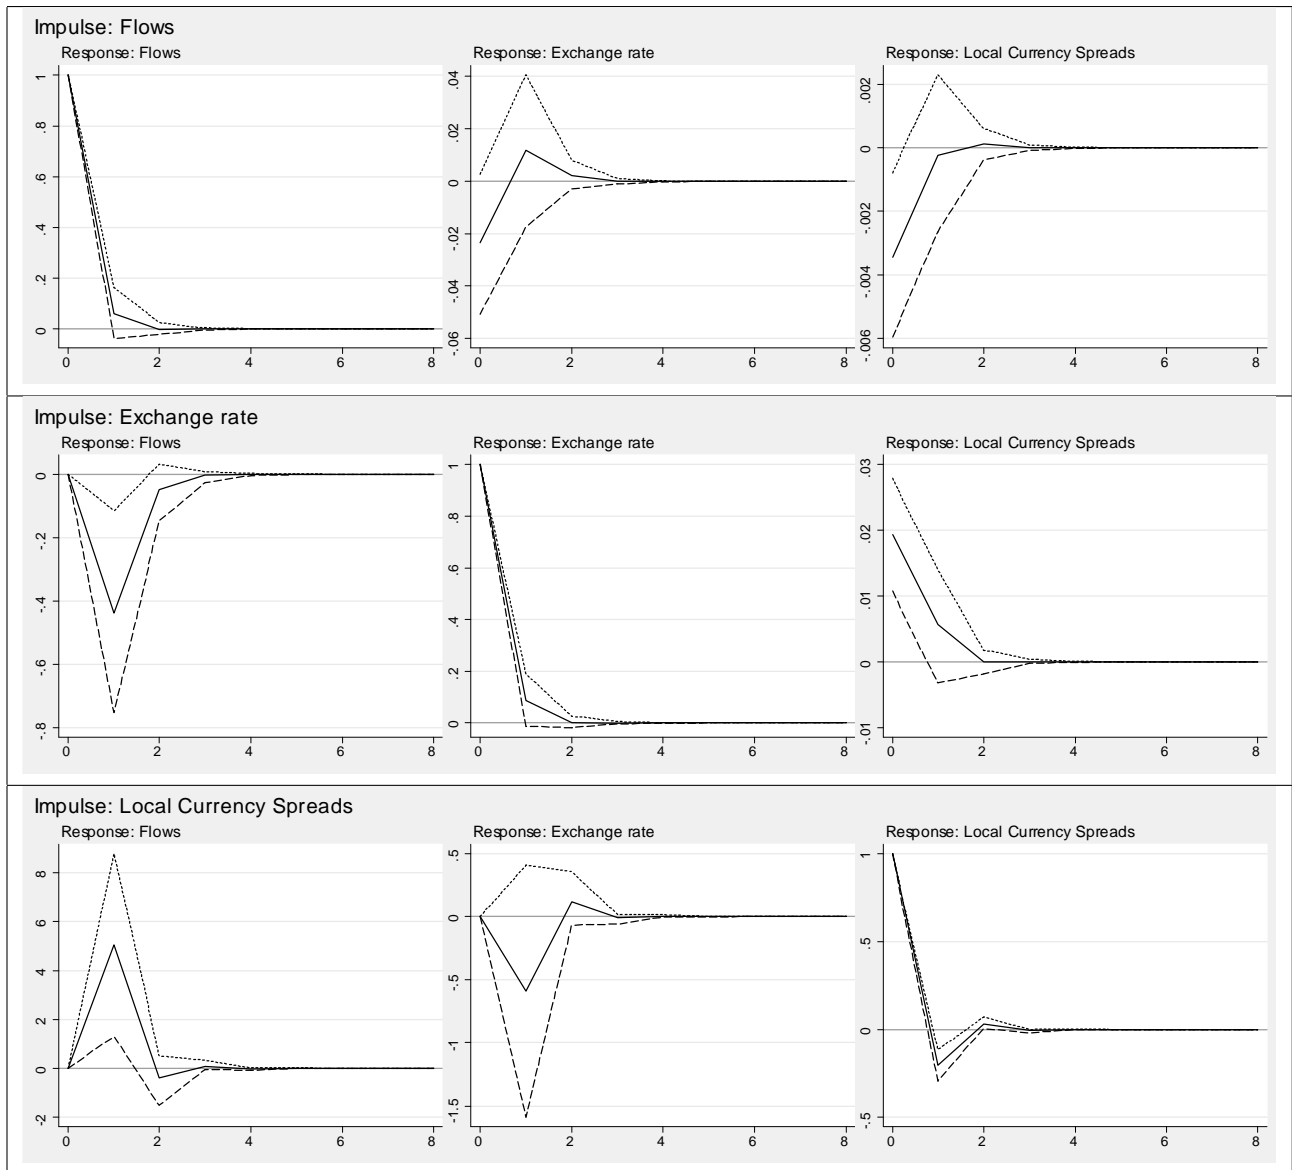 Impulse: Flows
Response: Flows
Response: Exchange rate
Response: Local Currency Spreads
1
.8
.6
.4
.2
0
0 2 4 6 8
.04
.02
0
-.02
-.04
-.06
0 2 4 6 8
.002
0
-.002
-.004
-.006
0 2 4 6 8
Impulse: Exchange rate
Response: Flows
Response: Exchange rate
Response: Local Currency Spreads
0
-.2
-.4
-.6
-.8
0 2 4 6 8
1
.8
.6
.4
.2
0
0 2 4 6 8
.03
.02
.01
0
-.01
0 2 4 6 8
Impulse: Local Currency Spreads
Response: Flows
Response: Exchange rate
Response: Local Currency Spreads
8
6
4
2
0
-2
0 2 4 6 8
.5
0
-.5
-1
-1.5
0 2 4 6 8
1
.5
0
-.5
0 2 4 6 8